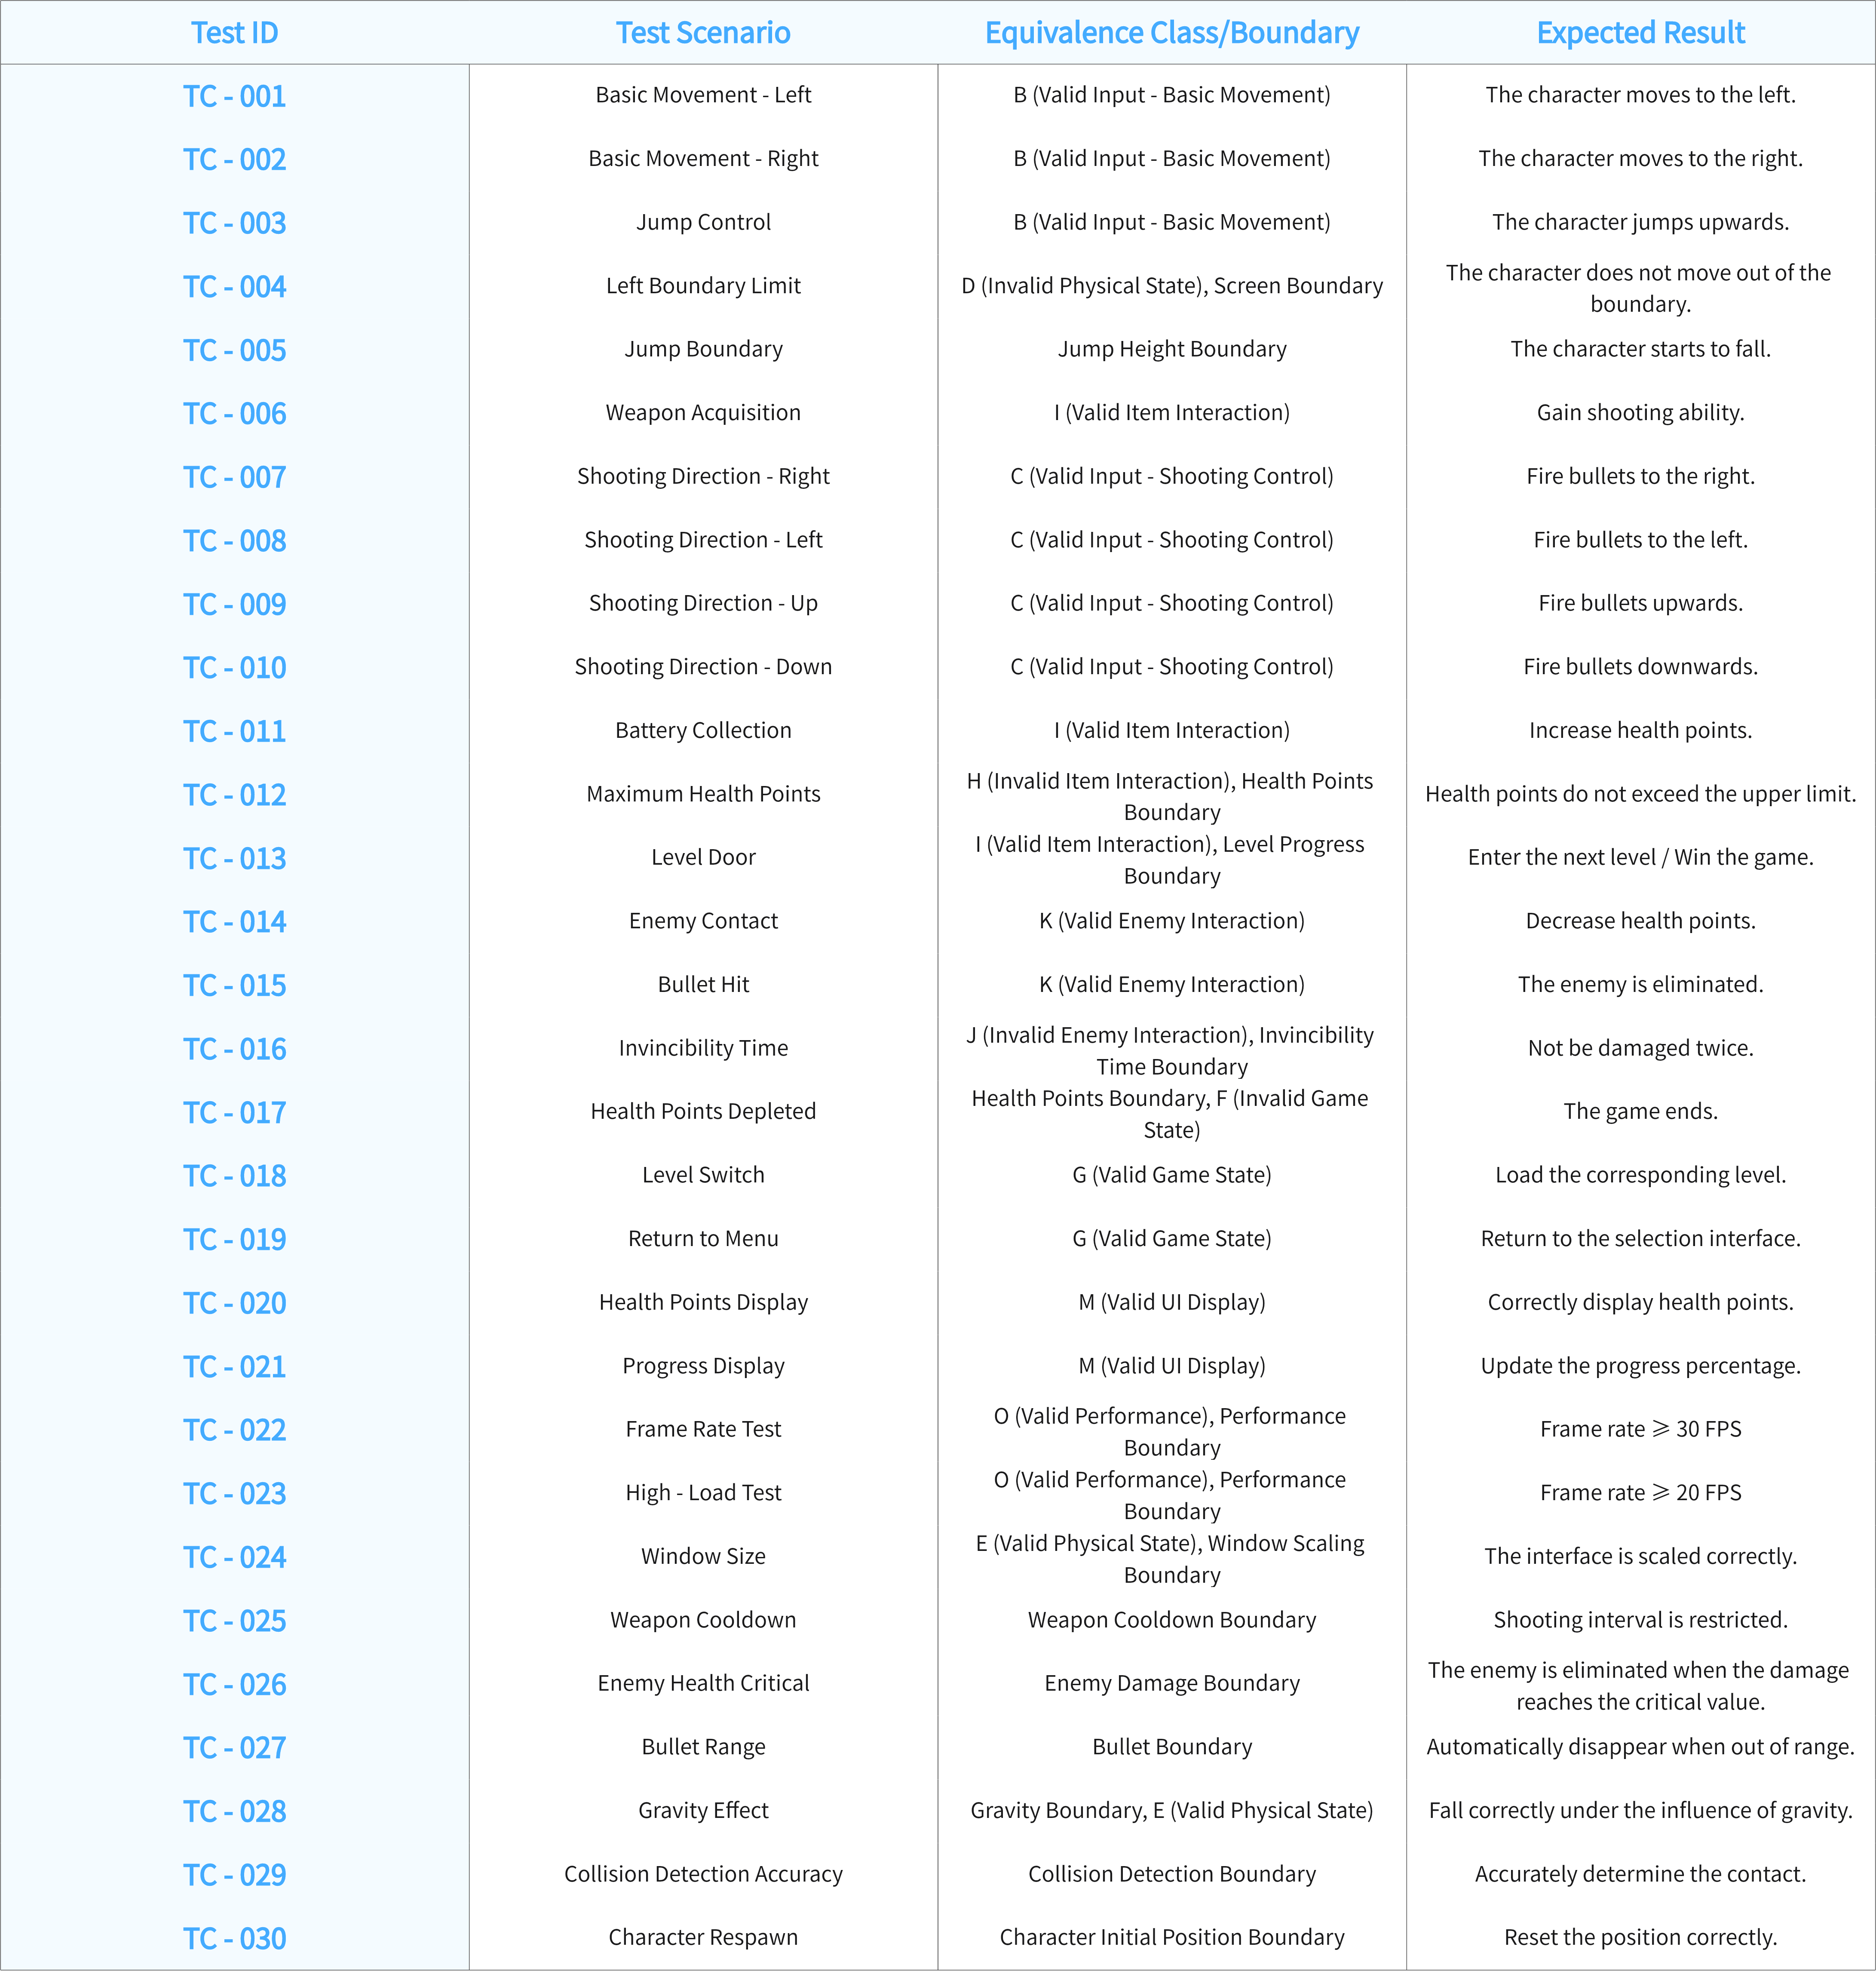 Test ID Test Scenario Equivalence Class/Boundary Expected Result
TC - 001 Basic Movement - Left B (Valid Input - Basic Movement) The character moves to the left.
TC - 002 Basic Movement - Right B (Valid Input - Basic Movement) The character moves to the right.
TC - 003 Jump Control B (Valid Input - Basic Movement) The character jumps upwards.
TC - 004 Left Boundary Limit D (Invalid Physical State), Screen Boundary The character does not move out of the
boundary.
TC - 005 Jump Boundary Jump Height Boundary The character starts to fall.
TC - 006 Weapon Acquisition I (Valid Item Interaction) Gain shooting ability.
TC - 007 Shooting Direction - Right C (Valid Input - Shooting Control) Fire bullets to the right.
TC - 008 Shooting Direction - Left C (Valid Input - Shooting Control) Fire bullets to the left.
TC - 009 Shooting Direction - Up C (Valid Input - Shooting Control) Fire bullets upwards.
TC - 010 Shooting Direction - Down C (Valid Input - Shooting Control) Fire bullets downwards.
TC - 011 Battery Collection I (Valid Item Interaction) Increase health points.
TC - 012 Maximum Health Points H (Invalid Item Interaction), Health Points
Boundary Health points do not exceed the upper limit.
TC - 013 Level Door I (Valid Item Interaction), Level Progress
Boundary Enter the next level / Win the game.
TC - 014 Enemy Contact K (Valid Enemy Interaction) Decrease health points.
TC - 015 Bullet Hit K (Valid Enemy Interaction) The enemy is eliminated.
TC - 016 Invincibility Time J (Invalid Enemy Interaction), Invincibility
Time Boundary Not be damaged twice.
TC - 017 Health Points Depleted Health Points Boundary, F (Invalid Game
State) The game ends.
TC - 018 Level Switch G (Valid Game State) Load the corresponding level.
TC - 019 Return to Menu G (Valid Game State) Return to the selection interface.
TC - 020 Health Points Display M (Valid UI Display) Correctly display health points.
TC - 021 Progress Display M (Valid UI Display) Update the progress percentage.
TC - 022 Frame Rate Test O (Valid Performance), Performance
Boundary Frame rate ⩾ 30 FPS
TC - 023 High - Load Test O (Valid Performance), Performance
Boundary Frame rate ⩾ 20 FPS
TC - 024 Window Size E (Valid Physical State), Window Scaling
Boundary The interface is scaled correctly.
TC - 025 Weapon Cooldown Weapon Cooldown Boundary Shooting interval is restricted.
TC - 026 Enemy Health Critical Enemy Damage Boundary The enemy is eliminated when the damage
reaches the critical value.
TC - 027 Bullet Range Bullet Boundary Automatically disappear when out of range.
TC - 028 Gravity Effect Gravity Boundary, E (Valid Physical State) Fall correctly under the influence of gravity.
TC - 029 Collision Detection Accuracy Collision Detection Boundary Accurately determine the contact.
TC - 030 Character Respawn Character Initial Position Boundary Reset the position correctly.